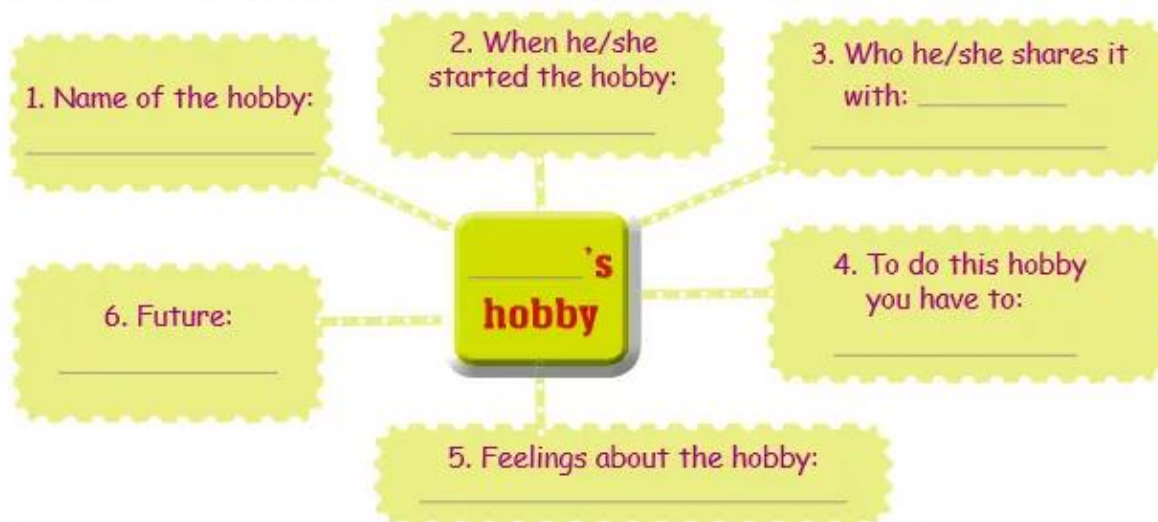 1. Name of the hobby:
2. When he/she
started the hobby:
3. Who he/she shares it
with:
4. To do this hobby
you have to:
5. Feelings about the hobby:
6. Future:
's
hobby